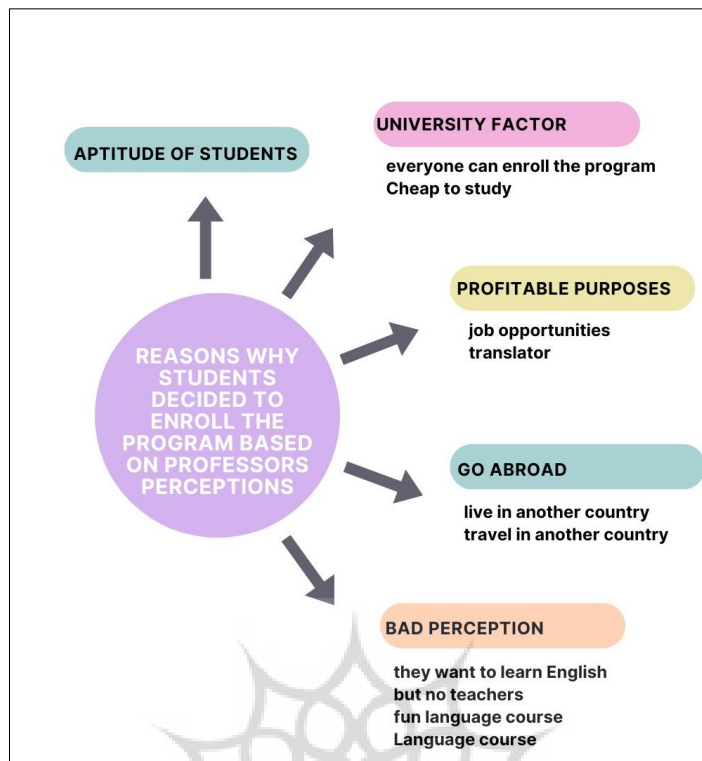 APTITUDE OF STUDENTS
UNIVERSITY FACTOR
everyone can enroll the program
Cheap to study
PROFITABLE PURPOSES
job opportunities
translator
REASONS WHY
STUDENTS
DECIDED TO
ENROLL THE
PROGRAM BASED
ON PROFESSORS
PERCEPTIONS
GO ABROAD
live in another country
travel in another country
BAD PERCEPTION
they want to learn English
but no teachers
fun language course
Language course